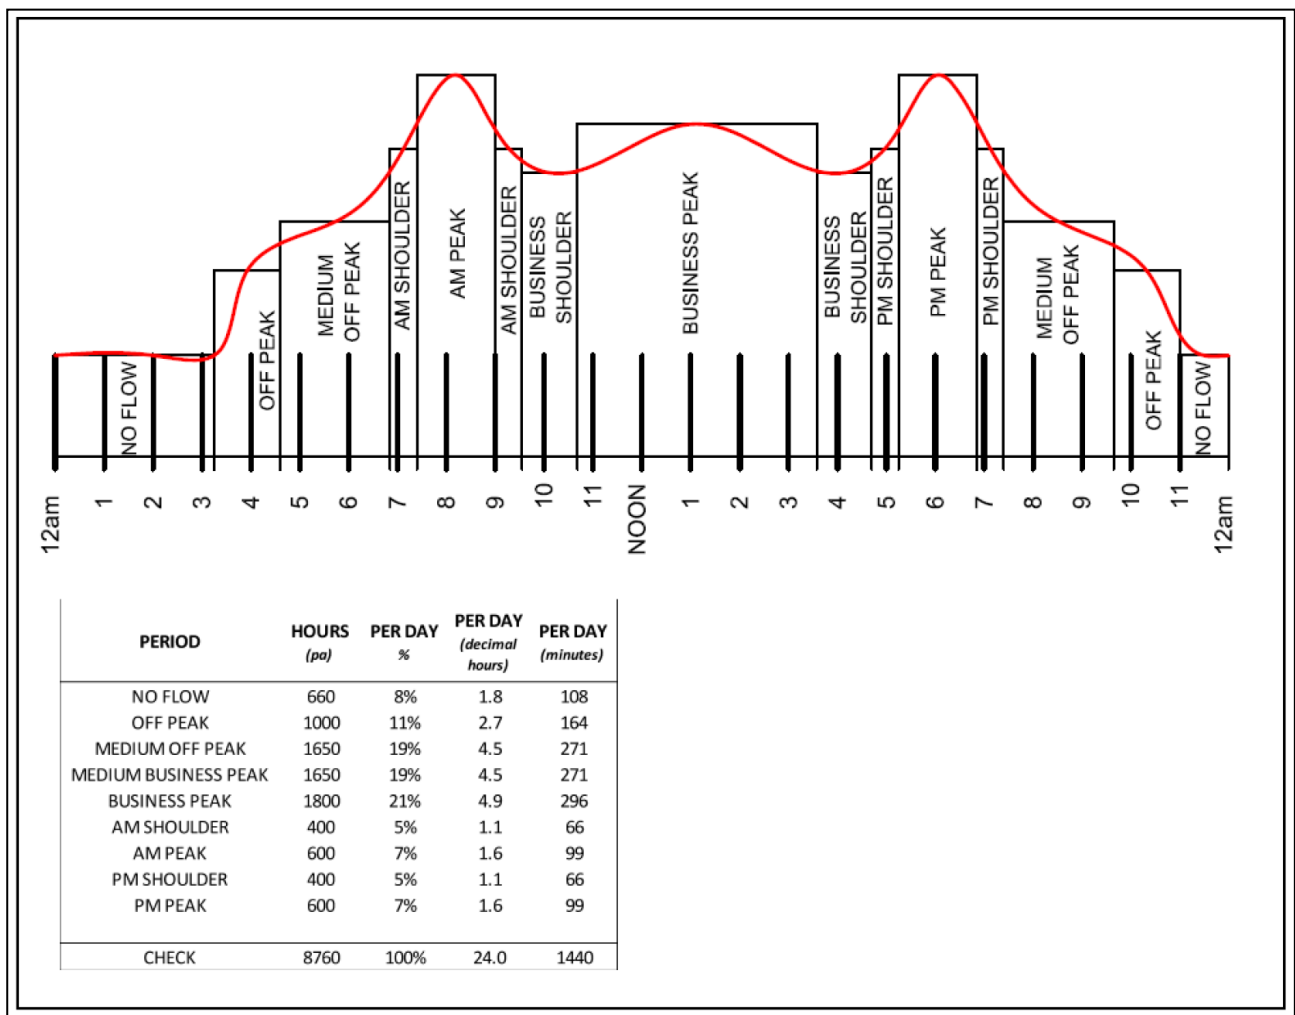 NO FLOW
OFF PEAK
MEDIUM
OFF PEAK
AM SHOULDER
AM PEAK
AM SHOULDER
BUSINESS
SHOULDER
BUSINESS PEAK
BUSINESS
SHOULDER
PM SHOULDER
PM PEAK
PM SHOULDER
MEDIUM
OFF PEAK
OFF PEAK
NO FLOW
12am 1 2 3 4 5 6 7 8 9 10 11 NOON 1 2 3 4 5 6 7 8 9 10 11 12am
PERIOD HOURS (pa) PER DAY % PER DAY (decimal hours) PER DAY (minutes)
NO FLOW 660 8% 1.8 108
OFF PEAK 1000 11% 2.7 164
MEDIUM OFF PEAK 1650 19% 4.5 271
MEDIUM BUSINESS PEAK 1650 19% 4.5 271
BUSINESS PEAK 1800 21% 4.9 296
AM SHOULDER 400 5% 1.1 66
AM PEAK 600 7% 1.6 99
PM SHOULDER 400 5% 1.1 66
PM PEAK 600 7% 1.6 99
CHECK 8760 100% 24.0 1440